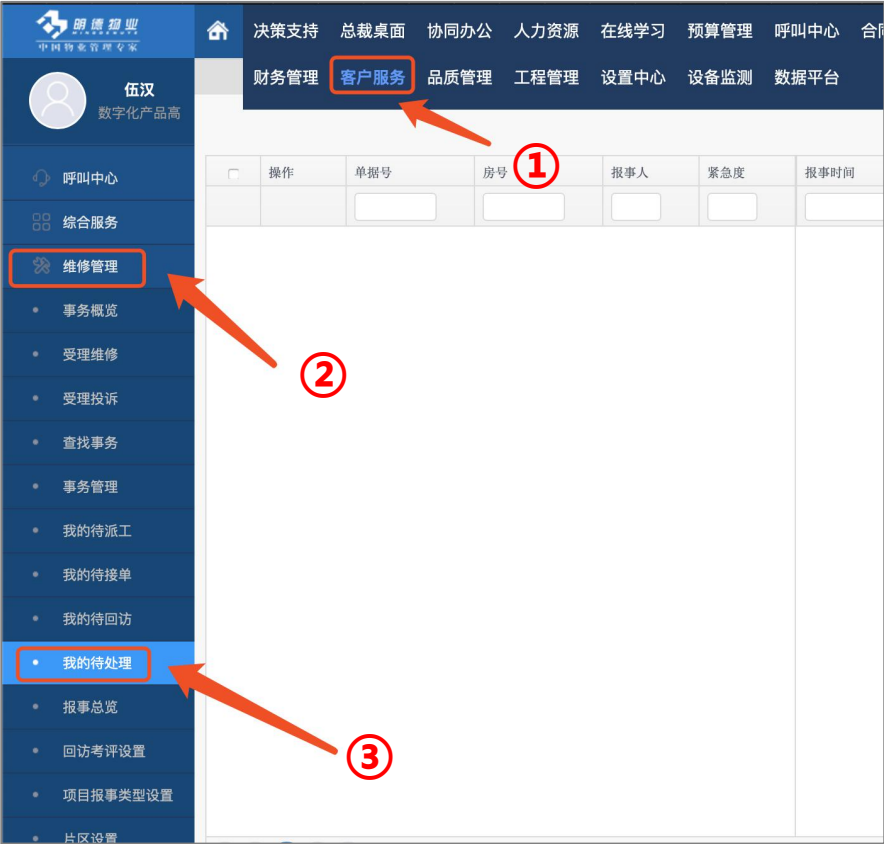 明德物业
中国物业管理专家
决策支持 总裁桌面 协同办公 人力资源 在线学习 预算管理 呼叫中心 合同
财务管理 客户服务 品质管理 工程管理 设置中心 设备监测 数据平台
伍汉
数字化产品高
①
操作 单据号 房号 报事人 紧急度 报事时间
呼叫中心
综合服务
维修管理
②
事务概览
受理维修
受理投诉
查找事务
事务管理
我的待派工
我的待接单
我的待回访
我的待处理
③
报事总览
回访考评设置
项目报事类型设置
片区设置